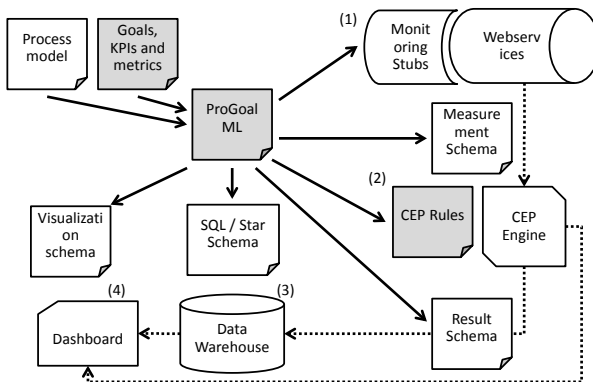 Process
model
Goals,
KPIs and
metrics
(1)
Monit
oring
Stubs
Webserv
ices
ProGoal
ML
Measure
ment
Schema
(2)
Visualizati
on
schema
SQL / Star
Schema
CEP Rules
CEP
Engine
(4)
Dashboard
(3)
Data
Warehouse
Result
Schema